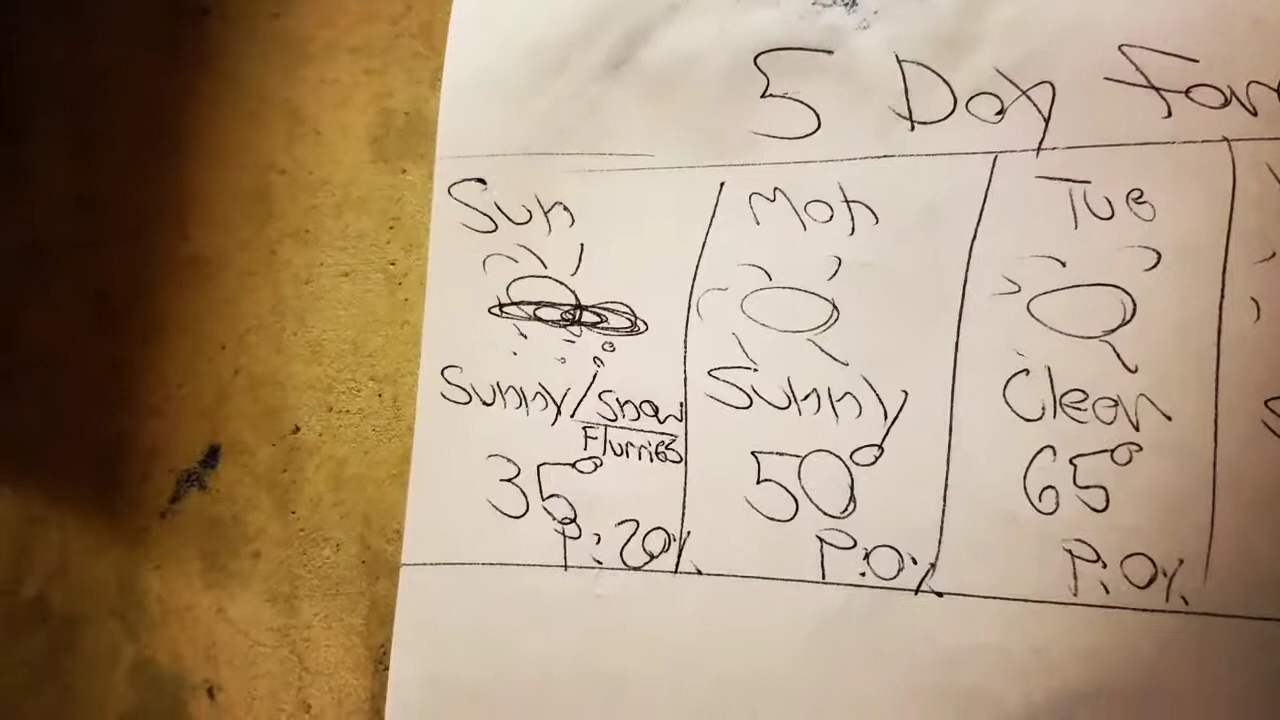 5 Day For
Sun
Mon
Tue
Sunny/snow
Flurries
Sunny
Clear
35°
50°
65°
P:20%
P:0%
P:0%